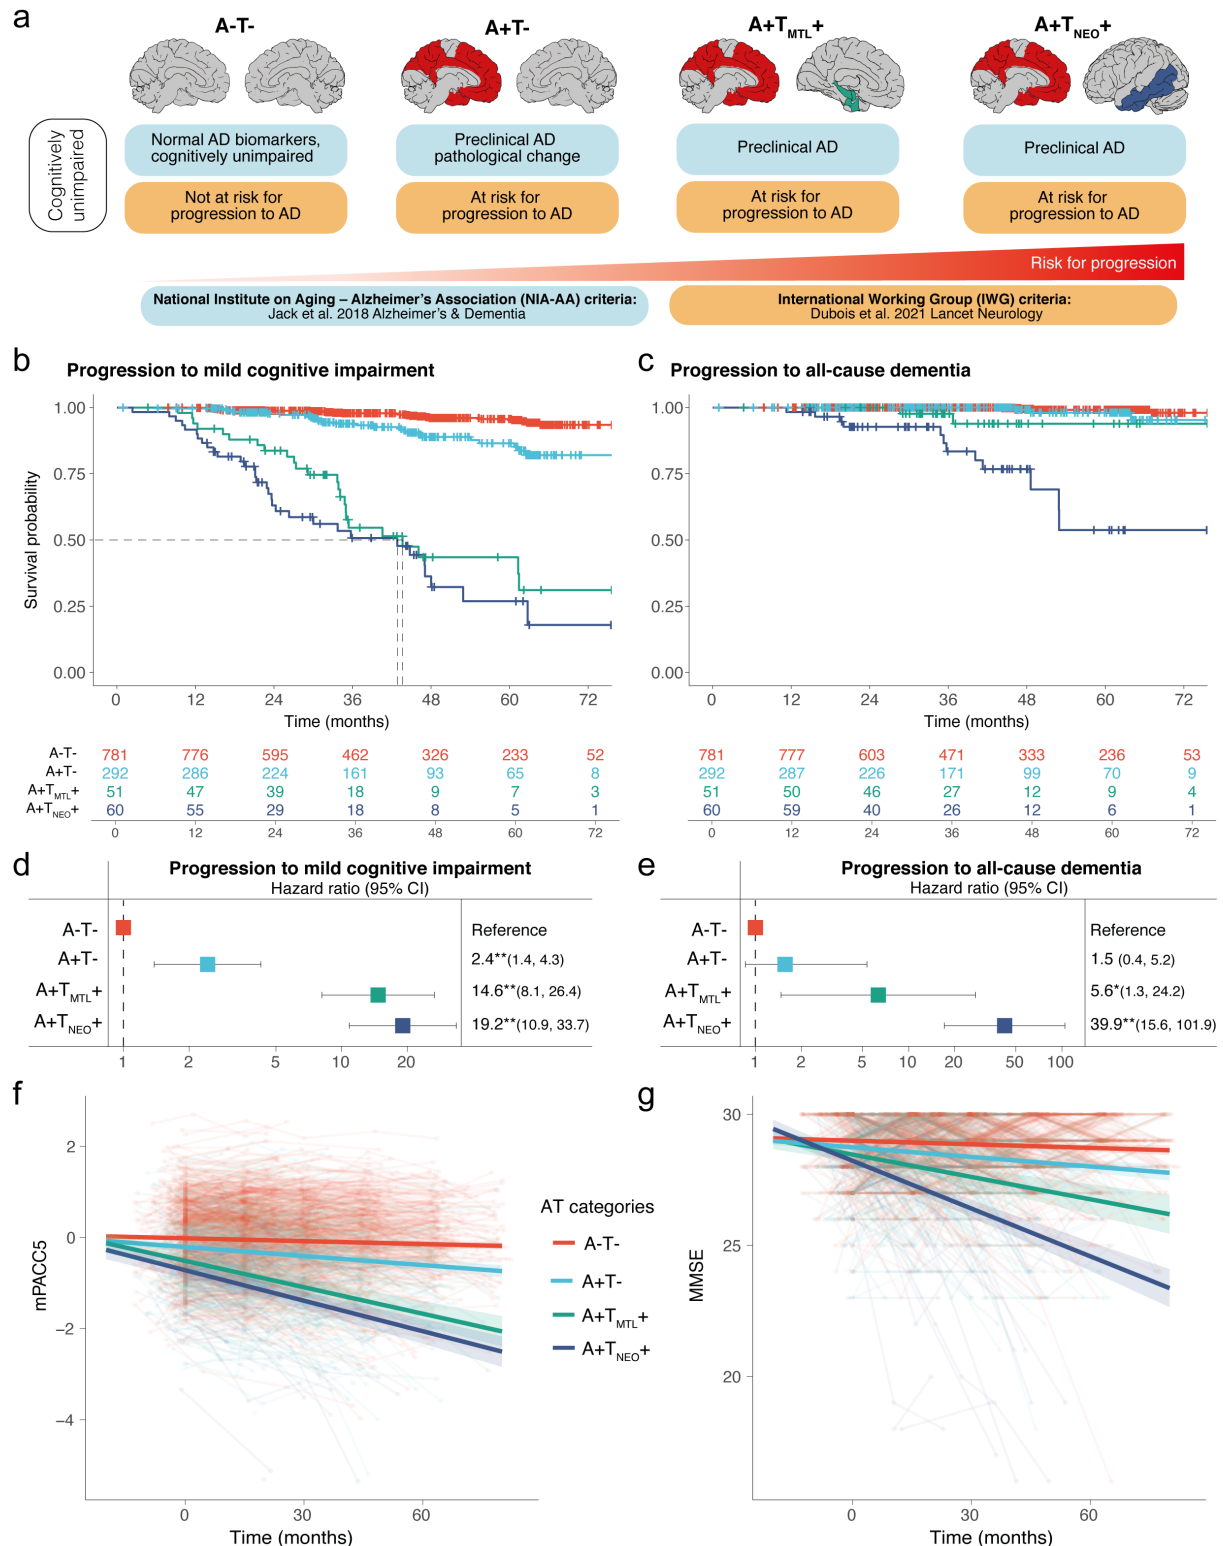 a
A-T-
A+T-
A+TMTL+
A+TNEO+
Cognitively
unimpaired
Normal AD biomarkers,
cognitively unimpaired
Preclinical AD
pathological change
Preclinical AD
Preclinical AD
Not at risk for
progression to AD
At risk for
progression to AD
At risk for
progression to AD
At risk for
progression to AD
Risk for progression
National Institute on Aging – Alzheimer's Association (NIA-AA) criteria:
Jack et al. 2018 Alzheimer's & Dementia
International Working Group (IWG) criteria:
Dubois et al. 2021 Lancet Neurology
b
Progression to mild cognitive impairment
Survival probability
1.00
0.75
0.50
0.25
0.00
0 12 24 36 48 60 72
Time (months)
A-T- 781 776 595 462 326 233 52
A+T- 292 286 224 161 93 65 8
A+TMTL+ 51 47 39 18 9 7 3
A+TNEO+ 60 55 29 18 8 5 1
0 12 24 36 48 60 72
c
Progression to all-cause dementia
1.00
0.75
0.50
0.25
0.00
0 12 24 36 48 60 72
Time (months)
781 777 603 471 333 236 53
292 287 226 171 99 70 9
51 50 46 27 12 9 4
60 59 40 26 12 6 1
0 12 24 36 48 60 72
d
Progression to mild cognitive impairment
Hazard ratio (95% CI)
A-T- Reference
A+T- 2.4**(1.4, 4.3)
A+TMTL+ 14.6**(8.1, 26.4)
A+TNEO+ 19.2**(10.9, 33.7)
1 2 5 10 20
e
Progression to all-cause dementia
Hazard ratio (95% CI)
A-T- Reference
A+T- 1.5 (0.4, 5.2)
A+TMTL+ 5.6*(1.3, 24.2)
A+TNEO+ 39.9**(15.6, 101.9)
1 2 5 10 20 50 100
f
mPACC5
2
0
−2
−4
0 30 60
Time (months)
AT categories
A-T-
A+T-
A+TMTL+
A+TNEO+
g
MMSE
30
25
20
0 30 60
Time (months)